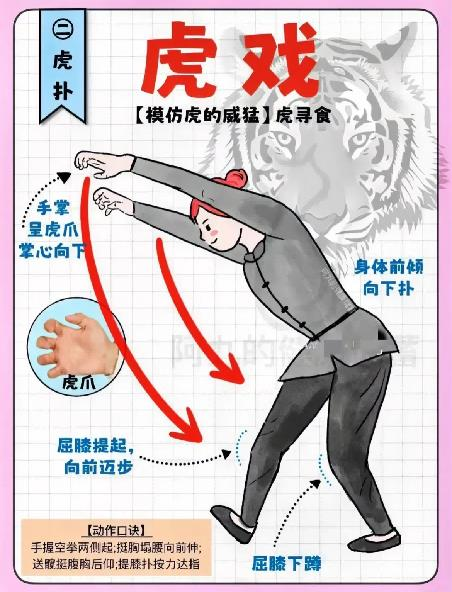 ㊁
虎
扑
虎戏
【模仿虎的威猛】虎寻食
手掌
呈虎爪
掌心向下
身体前倾
向下扑
虎爪
屈膝提起，
向前迈步
屈膝下蹲
【动作口诀】
手握空拳两侧起；挺胸塌腰向前伸；
送髋挺腹胸后仰；提膝扑按力达指